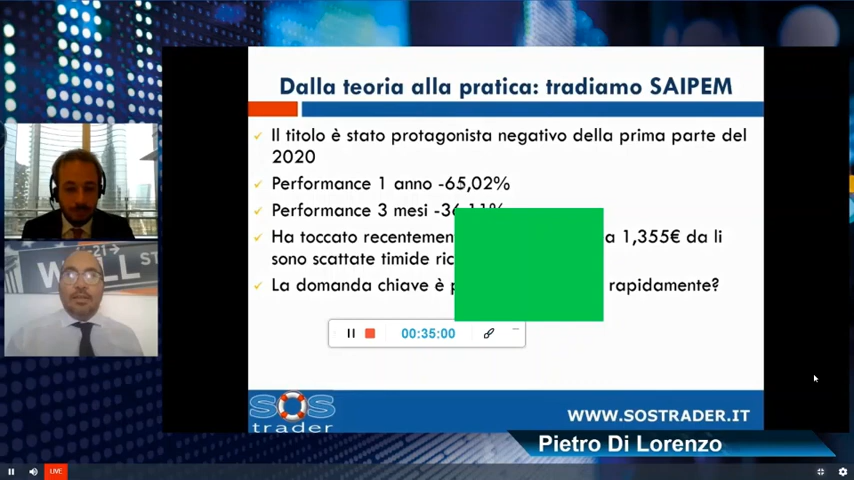 Dalla teoria alla pratica: tradiamo SAIPEM
Il titolo è stato protagonista negativo della prima parte del
2020
Performance 1 anno -65,02%
Performance 3 mesi
Ha toccato a 1,355€ da li
sono scattate timide
La domanda chiave è rapidamente?
00:35:00
WALL ST
SOS
trader
WWW.SOSTRADER.IT
Pietro Di Lorenzo
LIVE